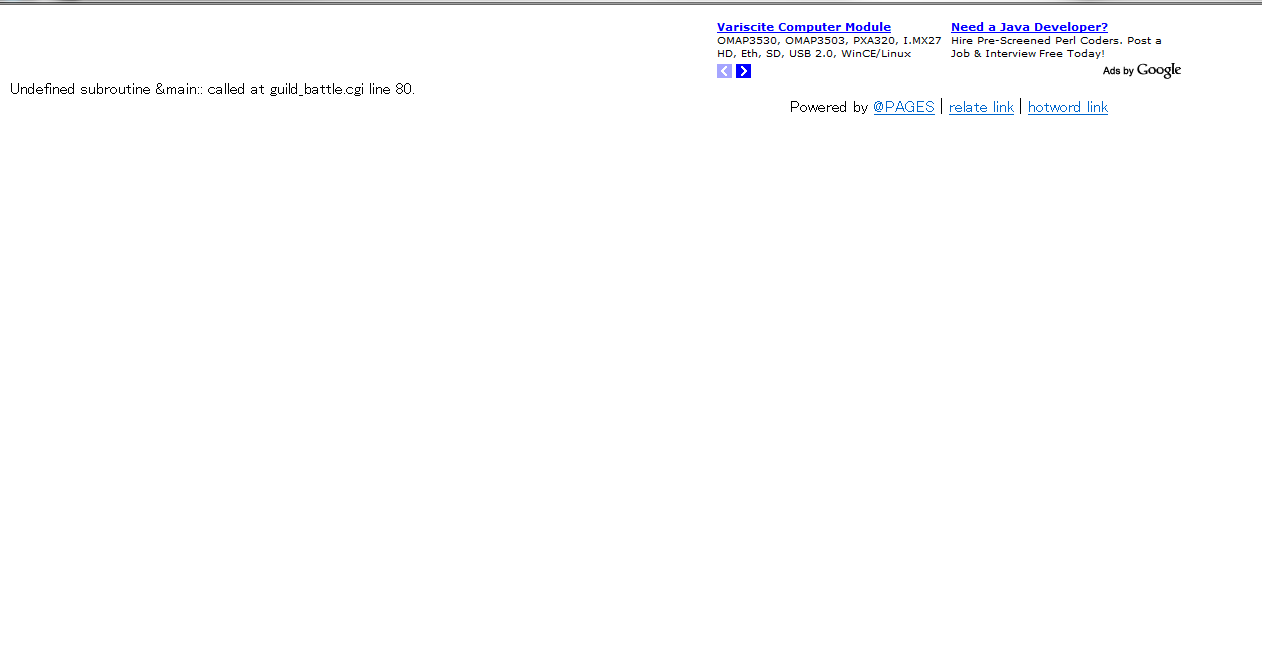 Variscite Computer Module
OMAP3530, OMAP3503, PXA320, I.MX27
HD, Eth, SD, USB 2.0, WinCE/Linux
Need a Java Developer?
Hire Pre-Screened Perl Coders. Post a
Job & Interview Free Today!
Ads by Google
Undefined subroutine &main:: called at guild_battle.cgi line 80.
Powered by @PAGES | relate link | hotword link